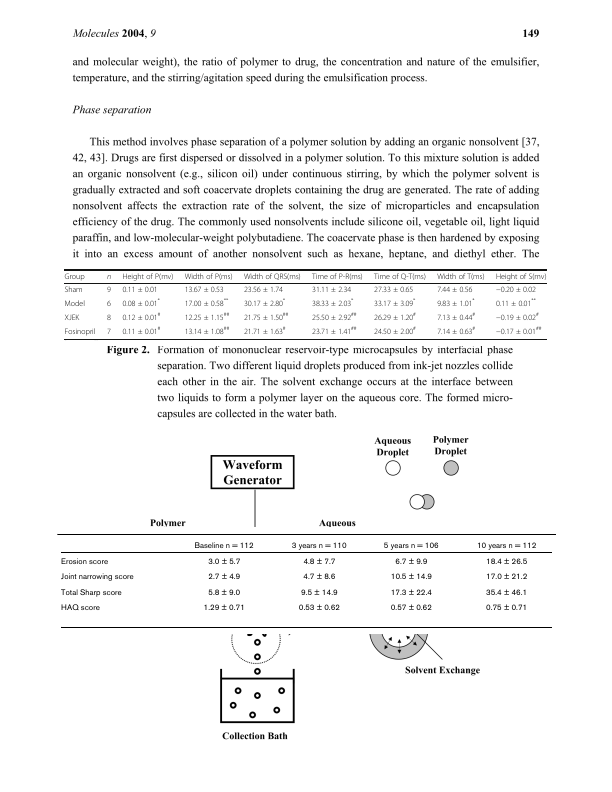 Molecules 2004, 9 149
and molecular weight), the ratio of polymer to drug, the concentration and nature of the emulsifier,
temperature, and the stirring/agitation speed during the emulsification process.
Phase separation
This method involves phase separation of a polymer solution by adding an organic nonsolvent [37,
42, 43]. Drugs are first dispersed or dissolved in a polymer solution. To this mixture solution is added
an organic nonsolvent (e.g., silicon oil) under continuous stirring, by which the polymer solvent is
gradually extracted and soft coacervate droplets containing the drug are generated. The rate of adding
nonsolvent affects the extraction rate of the solvent, the size of microparticles and encapsulation
efficiency of the drug. The commonly used nonsolvents include silicone oil, vegetable oil, light liquid
paraffin, and low-molecular-weight polybutadiene. The coacervate phase is then hardened by exposing
it into an excess amount of another nonsolvent such as hexane, heptane, and diethyl ether. The
Group n Height of P(mv) Width of P(ms) Width of QRS(ms) Time of P-R(ms) Time of Q-T(ms) Width of T(ms) Height of S(mv)
Sham 9 0.11 ± 0.01 13.67 ± 0.53 23.56 ± 1.74 31.11 ± 2.34 27.33 ± 0.65 7.44 ± 0.56 −0.20 ± 0.02
Model 6 0.08 ± 0.01* 17.00 ± 0.58** 30.17 ± 2.80* 38.33 ± 2.03* 33.17 ± 3.09* 9.83 ± 1.01* 0.11 ± 0.01**
XJEK 8 0.12 ± 0.01# 12.25 ± 1.15## 21.75 ± 1.50## 25.50 ± 2.92## 26.29 ± 1.20# 7.13 ± 0.44# −0.19 ± 0.02#
Fosinopril 7 0.11 ± 0.01# 13.14 ± 1.08## 21.71 ± 1.63# 23.71 ± 1.41## 24.50 ± 2.00# 7.14 ± 0.63# −0.17 ± 0.01##
Figure 2. Formation of mononuclear reservoir-type microcapsules by interfacial phase
separation. Two different liquid droplets produced from ink-jet nozzles collide
each other in the air. The solvent exchange occurs at the interface between
two liquids to form a polymer layer on the aqueous core. The formed micro-
capsules are collected in the water bath.
Aqueous Polymer
Droplet Droplet
Waveform
Generator
Polymer Aqueous
Baseline n = 112 3 years n = 110 5 years n = 106 10 years n = 112
Erosion score 3.0 ± 5.7 4.8 ± 7.7 6.7 ± 9.9 18.4 ± 26.5
Joint narrowing score 2.7 ± 4.9 4.7 ± 8.6 10.5 ± 14.9 17.0 ± 21.2
Total Sharp score 5.8 ± 9.0 9.5 ± 14.9 17.3 ± 22.4 35.4 ± 46.1
HAQ score 1.29 ± 0.71 0.53 ± 0.62 0.57 ± 0.62 0.75 ± 0.71
Solvent Exchange
Collection Bath